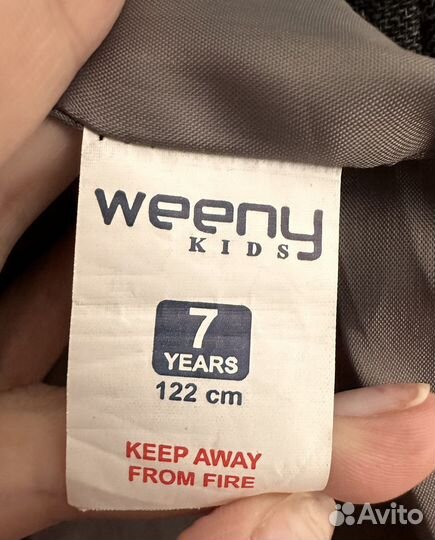 weeny
KIDS
7
YEARS
122 cm
KEEP AWAY
FROM FIRE
Avito